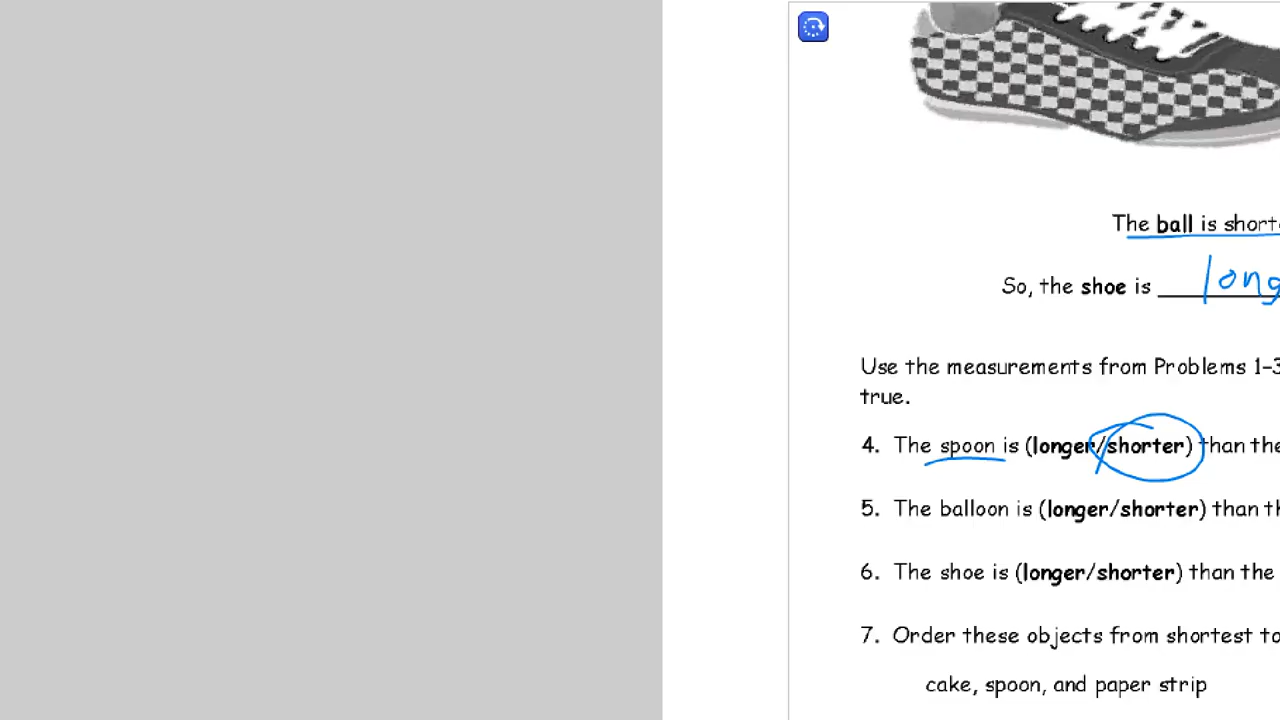 The ball is short
So, the shoe is long
Use the measurements from Problems 1–3
true.
4. The spoon is (longer/shorter) than the
5. The balloon is (longer/shorter) than th
6. The shoe is (longer/shorter) than the
7. Order these objects from shortest to
cake, spoon, and paper strip